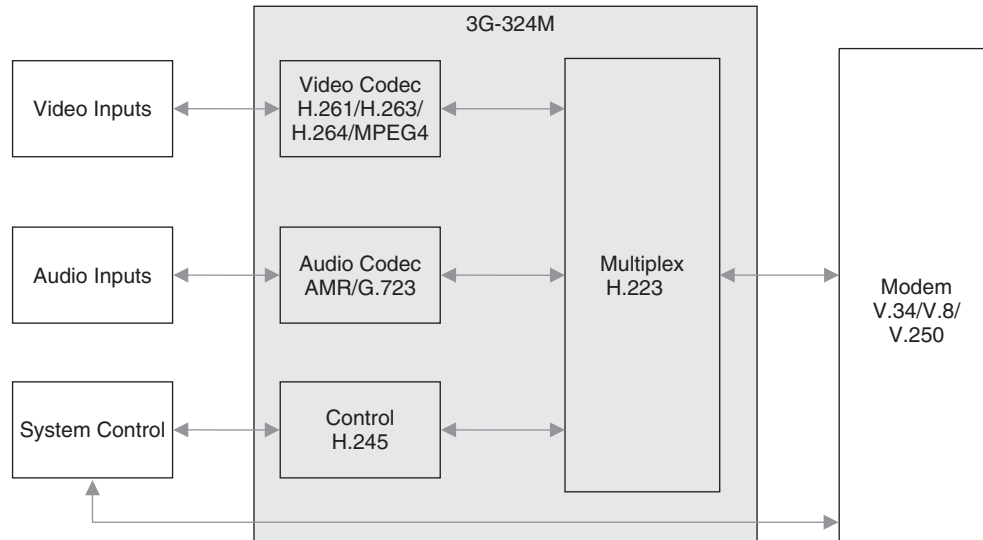 3G-324M
Video Inputs
Video Codec
H.261/H.263/
H.264/MPEG4
Audio Inputs
Audio Codec
AMR/G.723
Multiplex
H.223
Modem
V.34/V.8/
V.250
System Control
Control
H.245